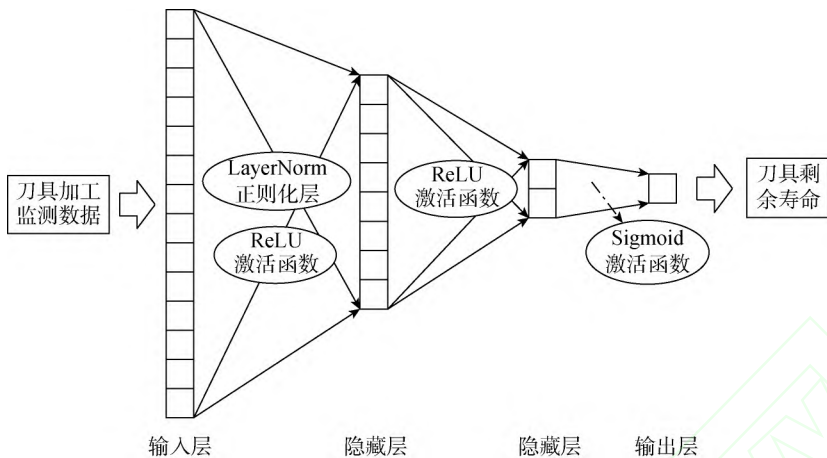 刀具加工
监测数据
LayerNorm
正则化层
ReLU
激活函数
ReLU
激活函数
Sigmoid
激活函数
刀具剩
余寿命
输入层
隐藏层
隐藏层
输出层